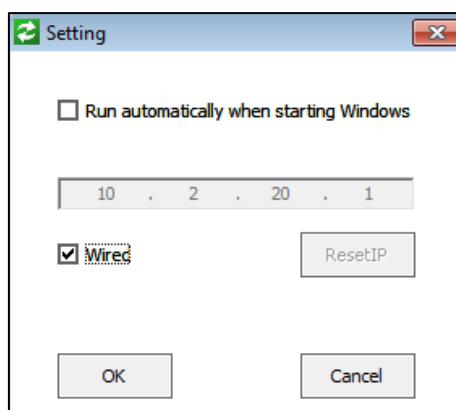 Setting
Run automatically when starting Windows
10 . 2 . 20 . 1
Wired ResetIP
OK Cancel